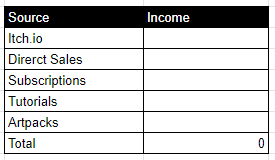 Source Income
Itch.io
Direrct Sales
Subscriptions
Tutorials
Artpacks
Total 0